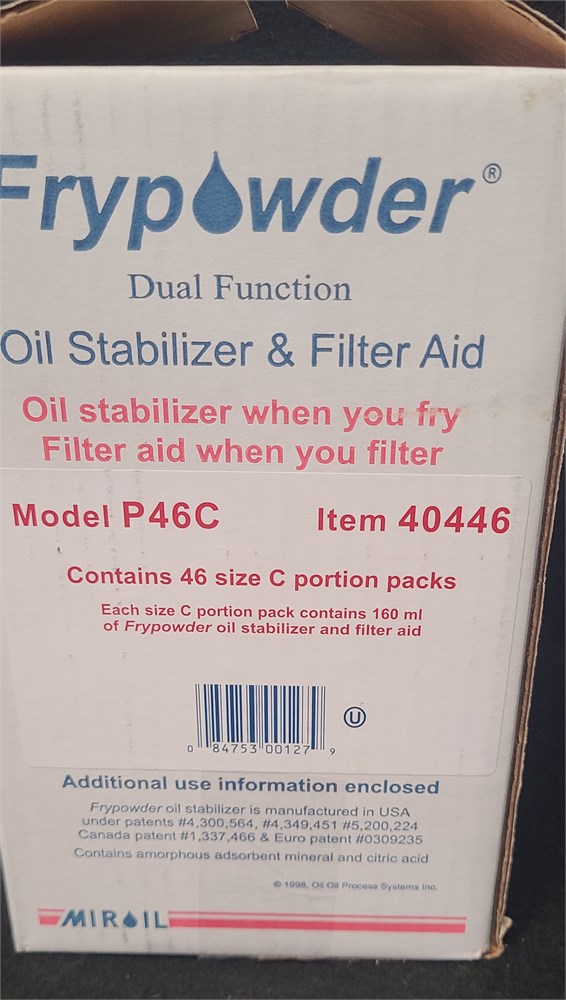 Frypowder®
Dual Function
Oil Stabilizer & Filter Aid
Oil stabilizer when you fry
Filter aid when you filter
Model P46C Item 40446
Contains 46 size C portion packs
Each size C portion pack contains 160 ml
of Frypowder oil stabilizer and filter aid
U
0 84753 00127 9
Additional use information enclosed
Frypowder oil stabilizer is manufactured in USA
under patents #4,300,564, #4,349,451 #5,200,224
Canada patent #1,337,466 & Euro patent #0309235
Contains amorphous adsorbent mineral and citric acid
© 1998, Oil Oil Process Systems Inc.
MIROIL